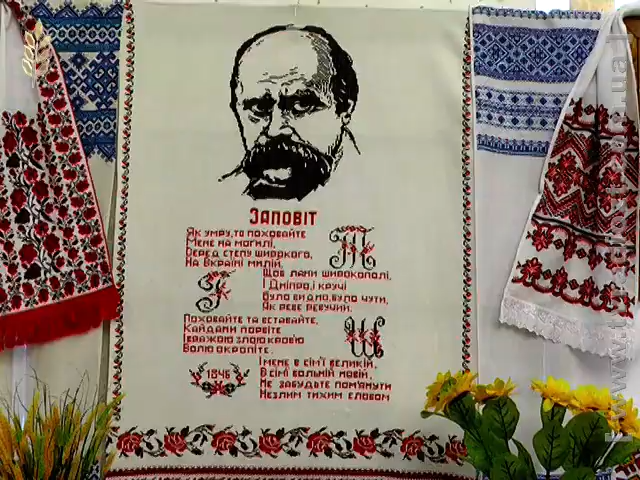 ЗАПОВІТ
Як умру, то поховайте
Мене на могилі,
Серед степу широкого,
На Вкраїні милій,
Т
Щоб лани широкополі,
І Дніпро, і кручі
Було видно, було чути,
Як реве ревучий.
Г
Поховайте та вставайте,
Кайдани порвіте
І вражою злою кров'ю
Волю окропіте.
Ш
І мене в сім'ї великій,
В сімї вольній, новій,
Не забудьте пом'янути
Незлим тихим словом
1845